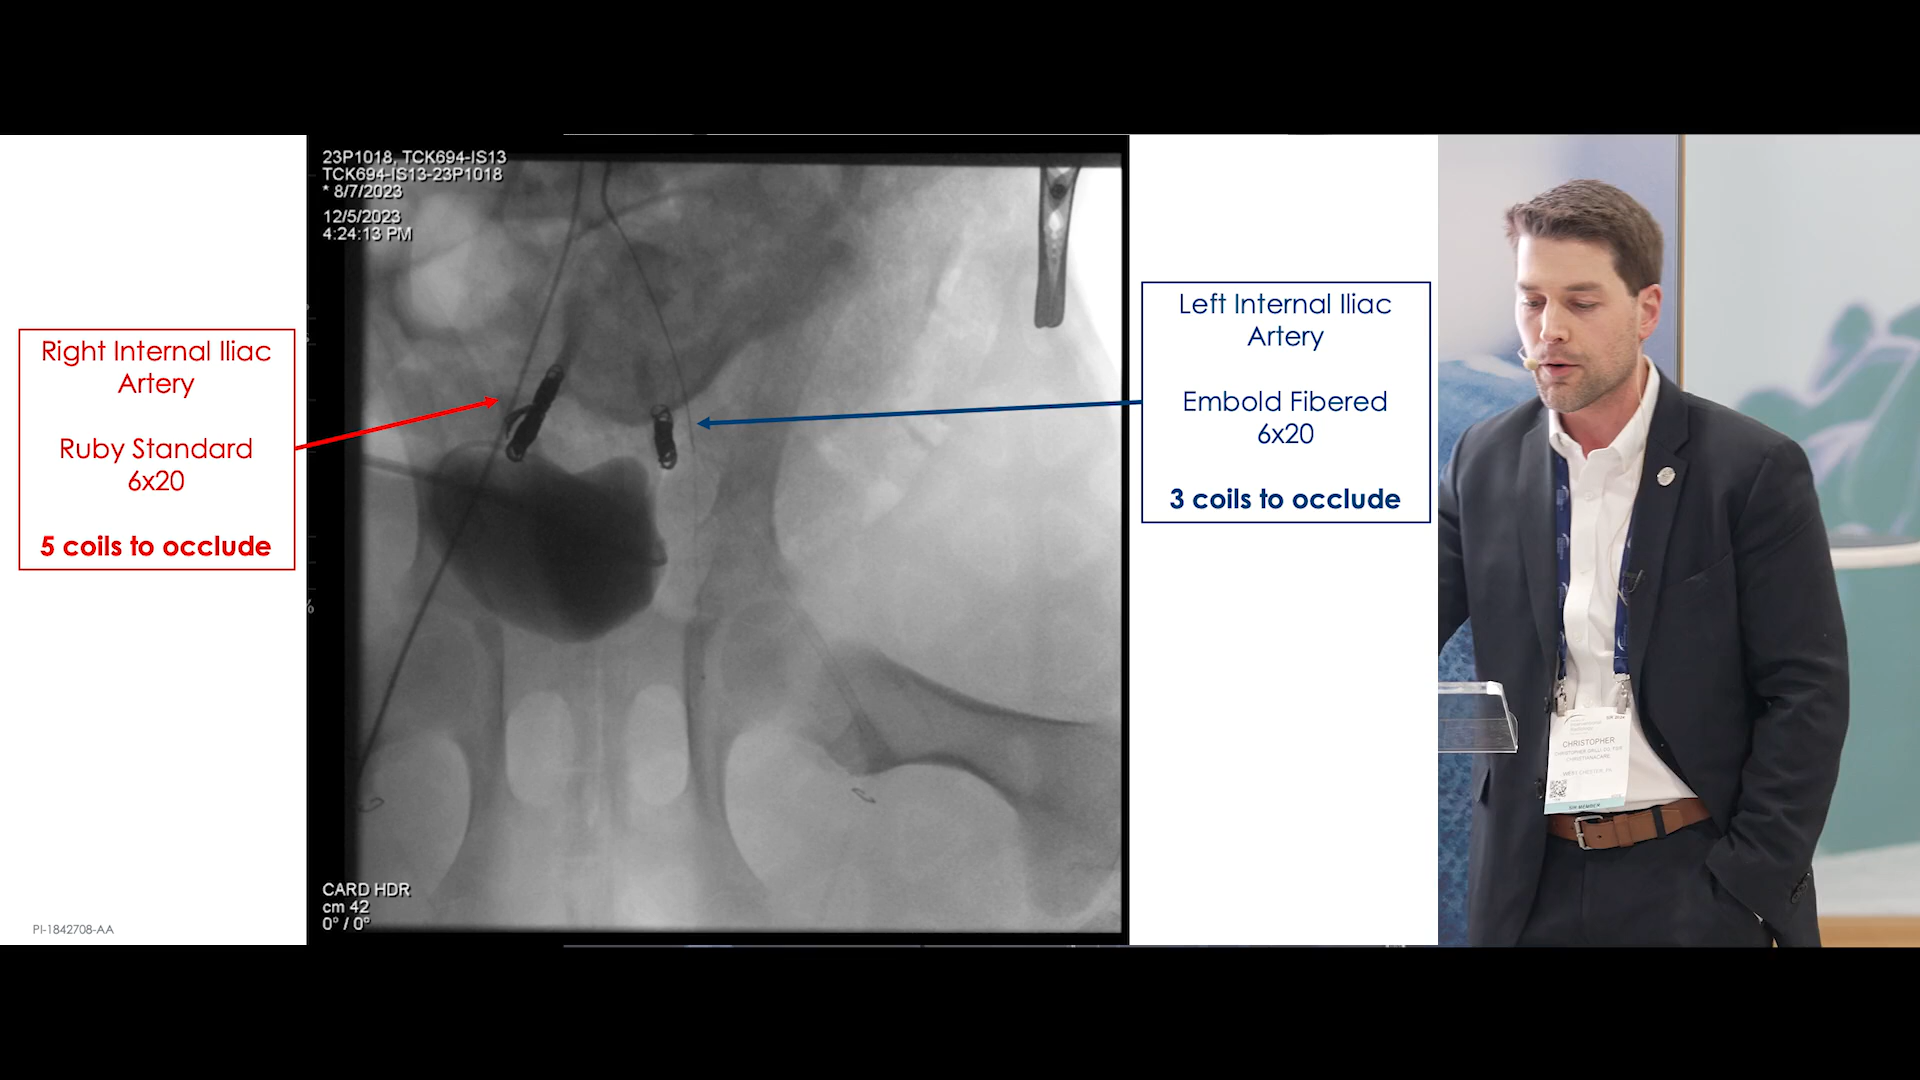 23P1018, TCK694-IS13
TCK694-IS13-23P1018
* 8/7/2023
12/5/2023
4:24:13 PM
Right Internal Iliac
Artery
Ruby Standard
6x20
5 coils to occlude
Left Internal Iliac
Artery
Embold Fibered
6x20
3 coils to occlude
CARD HDR
cm 42
0° / 0°
PI-1842708-AA
CHRISTOPHER
SIR MEMBER